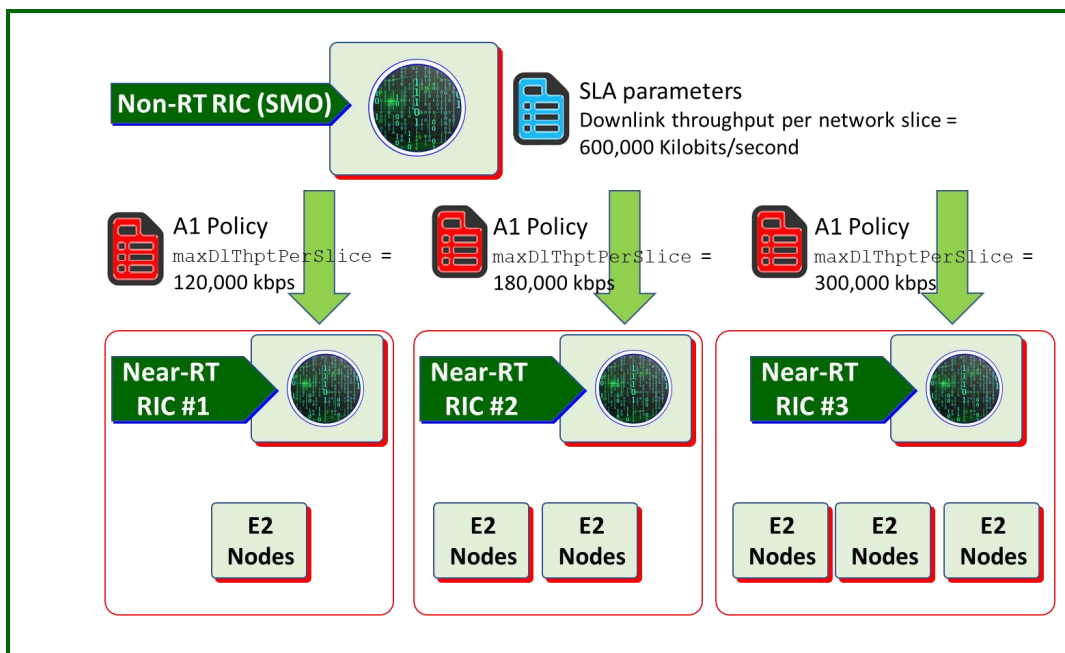 Non-RT RIC (SMO)
SLA parameters
Downlink throughput per network slice =
600,000 Kilobits/second
A1 Policy
maxDlThptPerSlice =
120,000 kbps
A1 Policy
maxDlThptPerSlice =
180,000 kbps
A1 Policy
maxDlThptPerSlice =
300,000 kbps
Near-RT
RIC #1
Near-RT
RIC #2
Near-RT
RIC #3
E2
Nodes
E2
Nodes
E2
Nodes
E2
Nodes
E2
Nodes
E2
Nodes